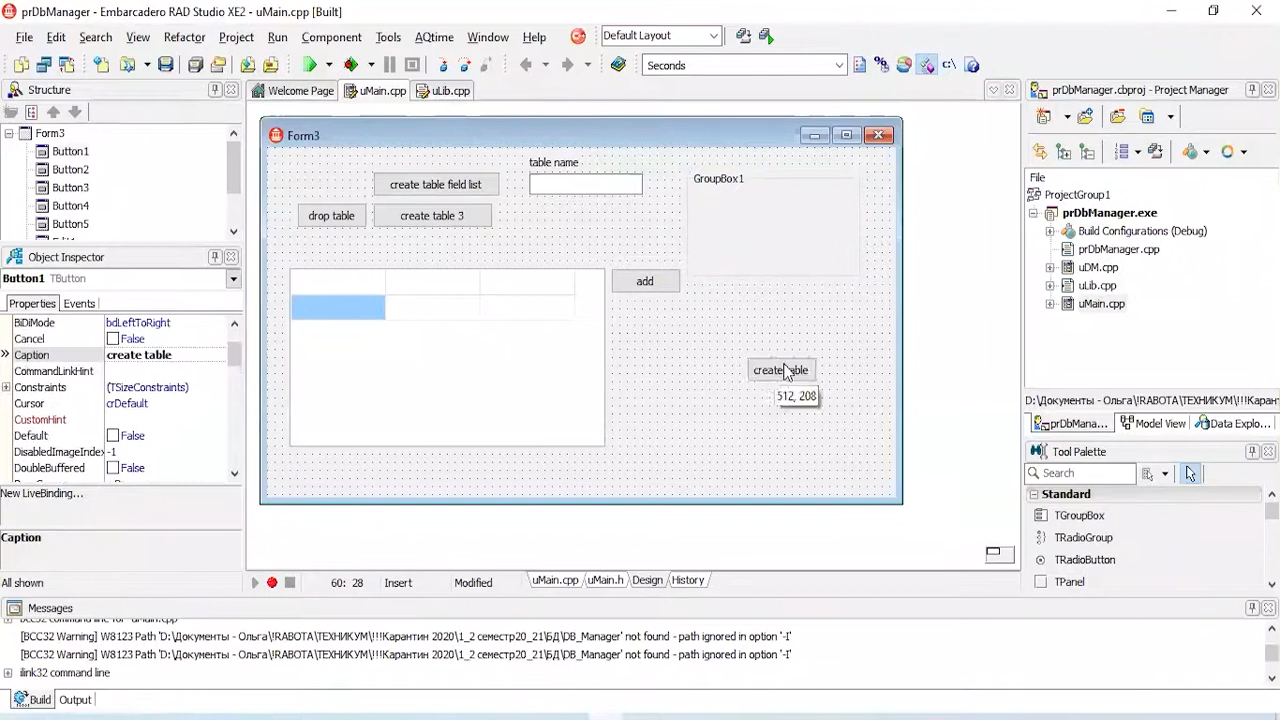 prDbManager - Embarcadero RAD Studio XE2 - uMain.cpp [Built]
File Edit Search View Refactor Project Run Component Tools AQtime Window Help
Default Layout
Seconds
Structure
Form3
Button1
Button2
Button3
Button4
Button5
Object Inspector
Button1 TButton
Properties Events
BiDiMode bdLeftToRight
Cancel False
Caption create table
CommandLinkHint
Constraints (TSizeConstraints)
Cursor crDefault
CustomHint
Default False
DisabledImageIndex -1
DoubleBuffered False
New LiveBinding...
Caption
All shown
Welcome Page uMain.cpp uLib.cpp
Form3
table name
create table field list
drop table create table 3
GroupBox1
add
create table
512, 208
60: 28 Insert Modified uMain.cpp uMain.h Design History
prDbManager.cbproj - Project Manager
File
ProjectGroup1
prDbManager.exe
Build Configurations (Debug)
prDbManager.cpp
uDM.cpp
uLib.cpp
uMain.cpp
D:\Документы - Ольга\!RABOTA\ТЕХНИКУМ\!!!Карантин
prDbMana... Model View Data Explo...
Tool Palette
Search
Standard
TGroupBox
TRadioGroup
TRadioButton
TPanel
Messages
[BCC32 Warning] W8123 Path 'D:\Документы - Ольга\!RABOTA\ТЕХНИКУМ\!!!Карантин 2020\1_2 семестр20_21\БД\DB_Manager' not found - path ignored in option '-I'
[BCC32 Warning] W8123 Path 'D:\Документы - Ольга\!RABOTA\ТЕХНИКУМ\!!!Карантин 2020\1_2 семестр20_21\БД\DB_Manager' not found - path ignored in option '-I'
ilink32 command line
Build Output